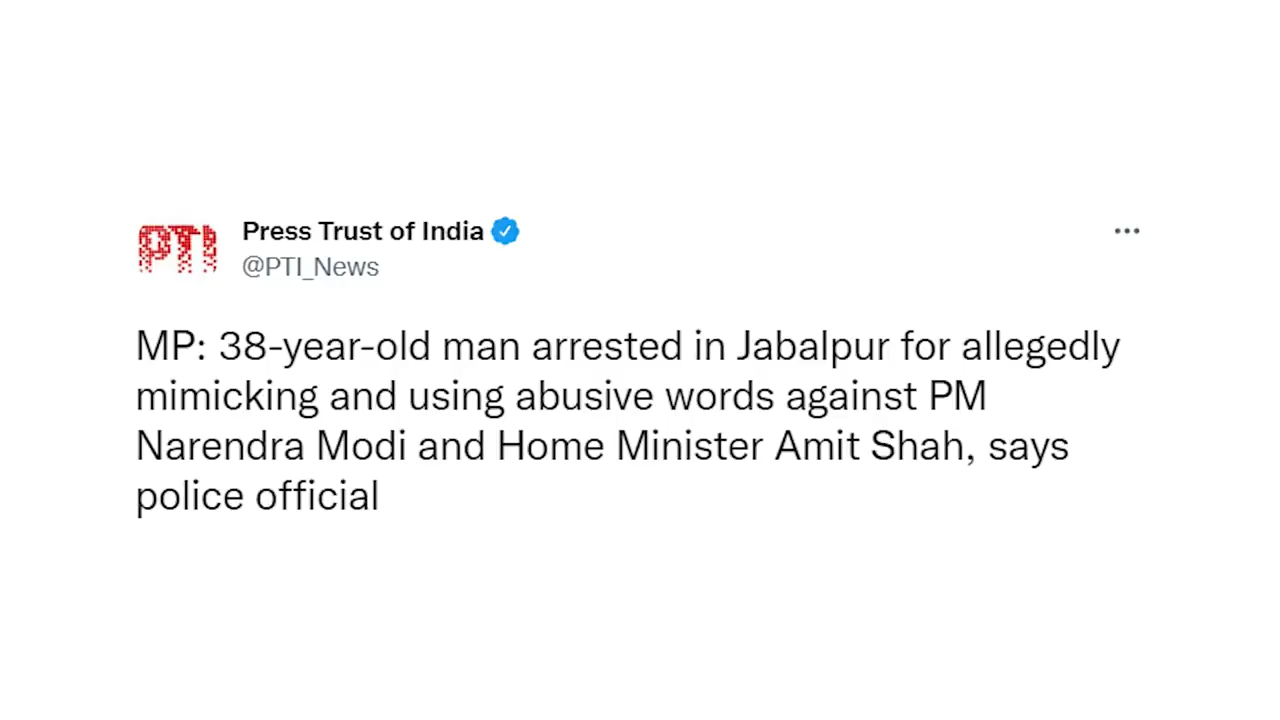 PTI
Press Trust of India
@PTI_News
MP: 38-year-old man arrested in Jabalpur for allegedly
mimicking and using abusive words against PM
Narendra Modi and Home Minister Amit Shah, says
police official